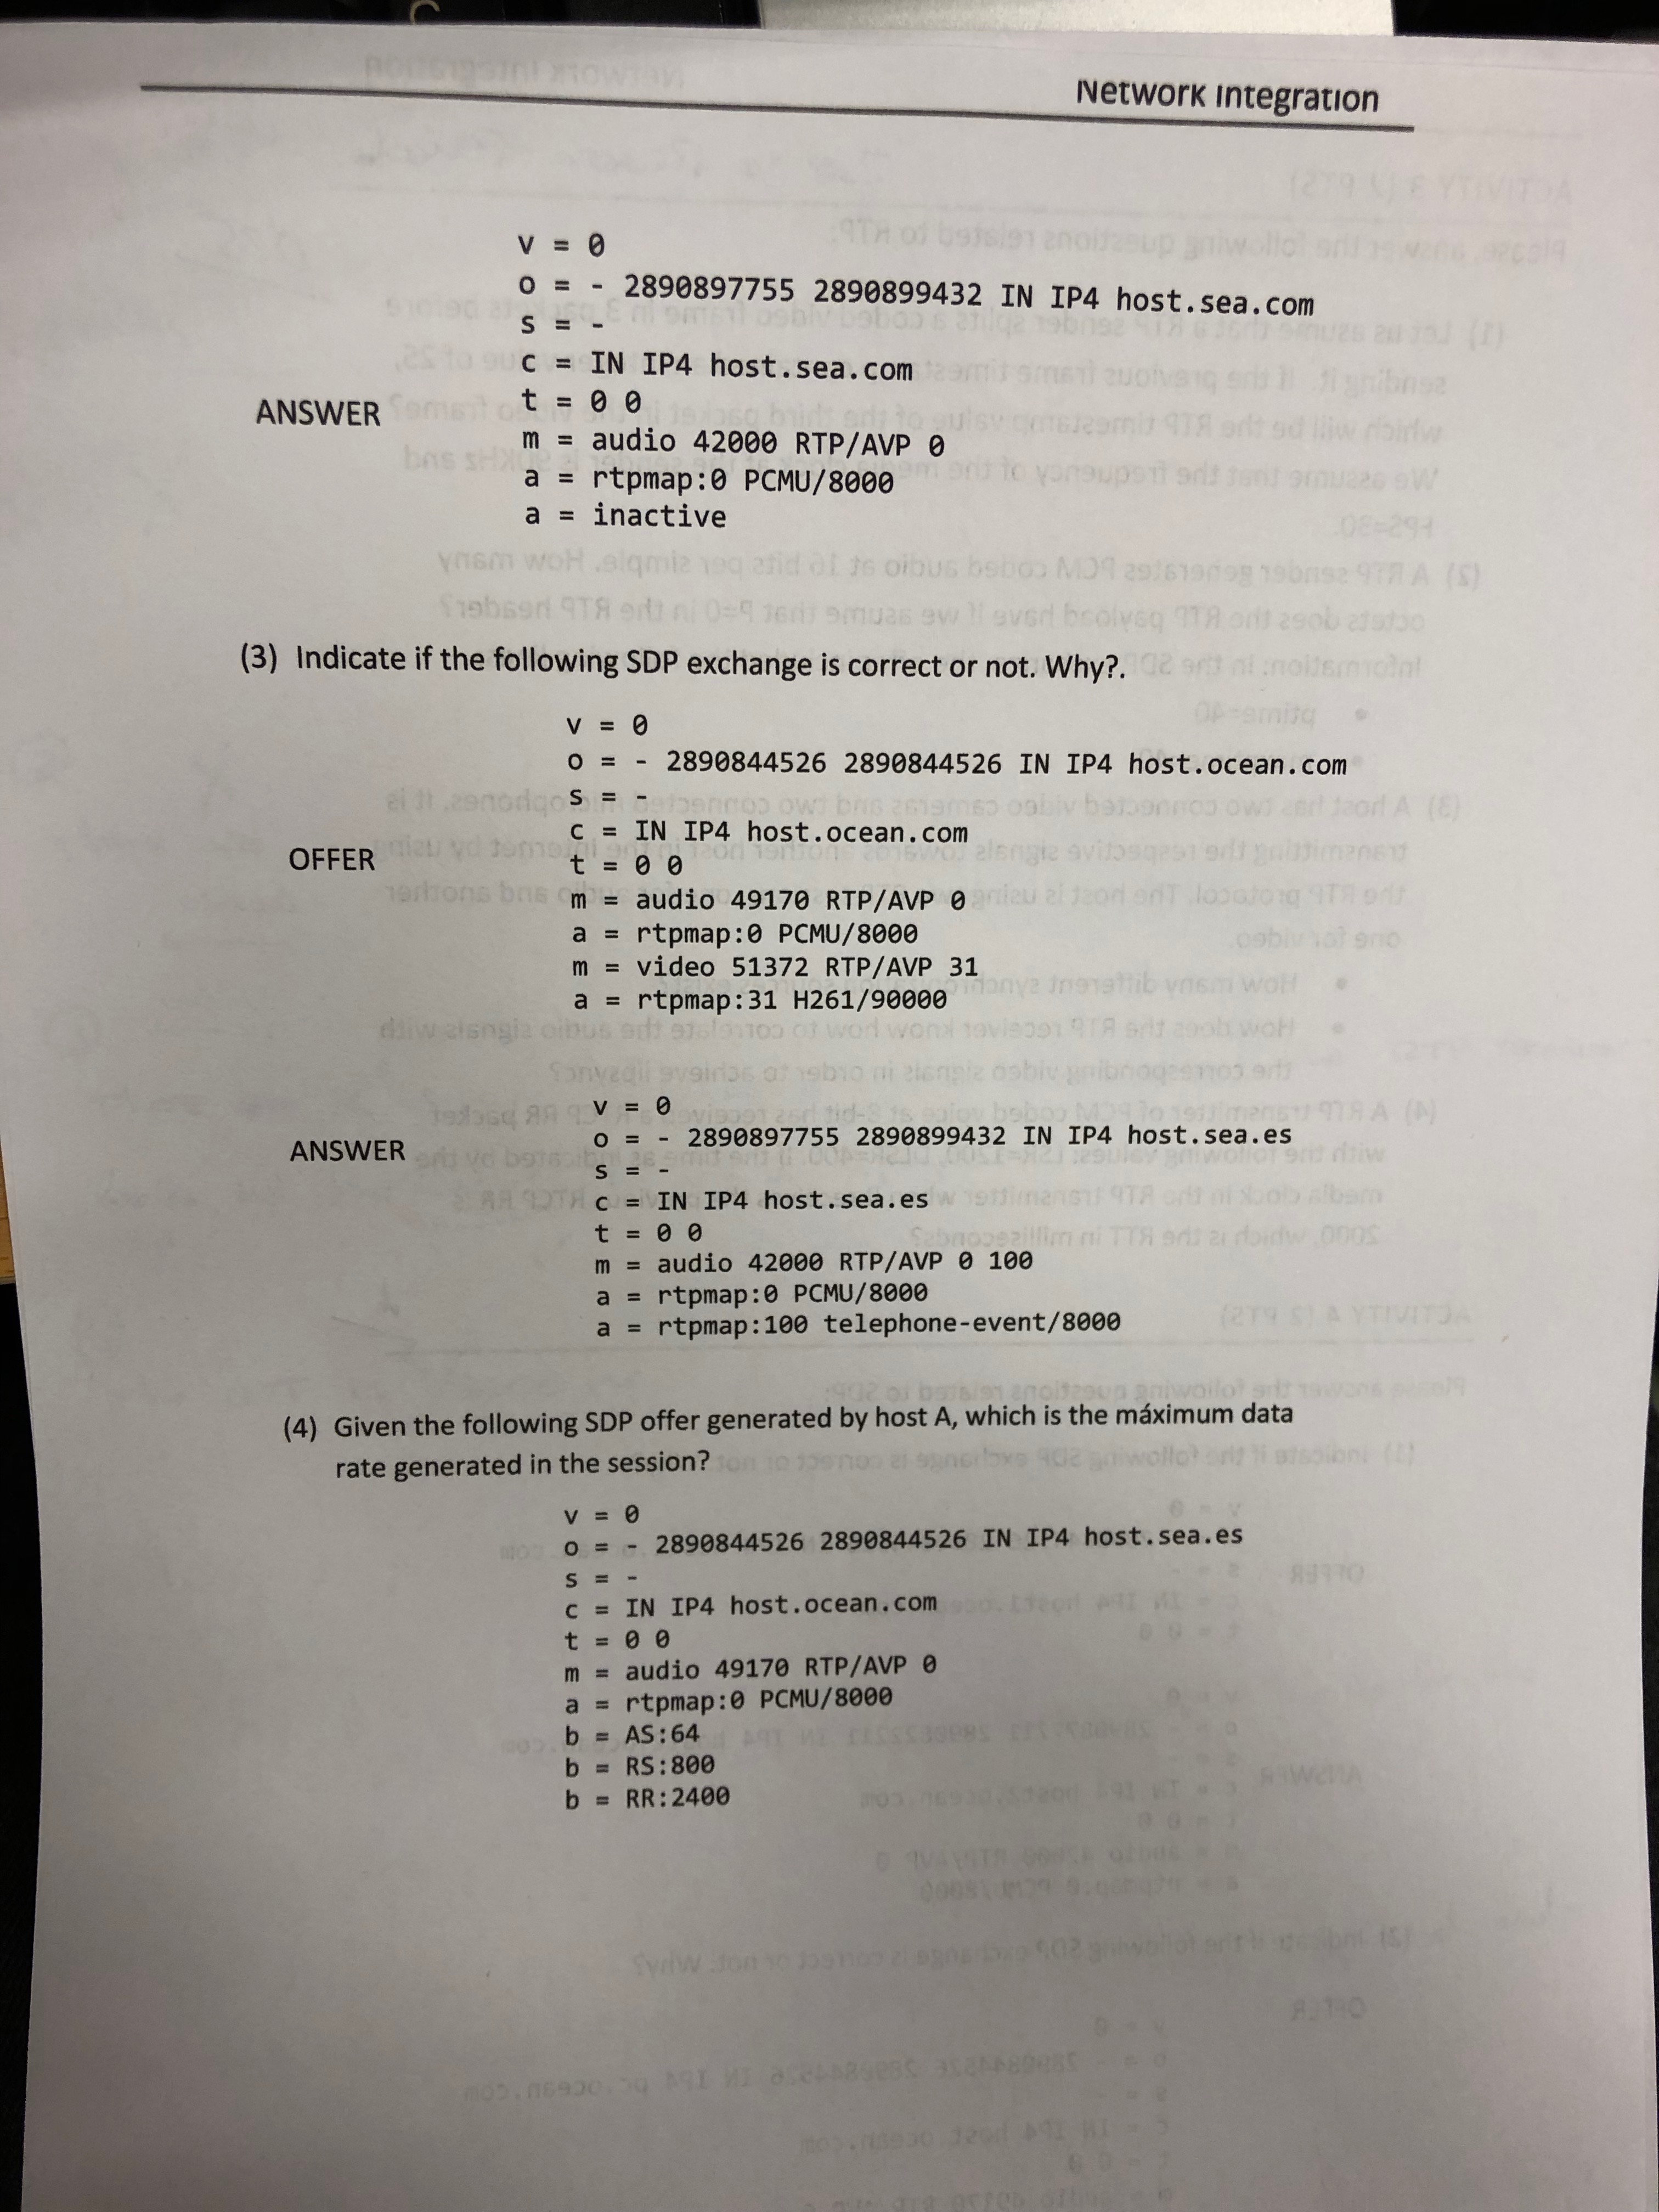 Network Integration
v = 0
o = - 2890897755 2890899432 IN IP4 host.sea.com
s = -
c = IN IP4 host.sea.com
ANSWER
t = 0 0
m = audio 42000 RTP/AVP 0
a = rtpmap:0 PCMU/8000
a = inactive
(3) Indicate if the following SDP exchange is correct or not. Why?.
v = 0
o = - 2890844526 2890844526 IN IP4 host.ocean.com
s = -
c = IN IP4 host.ocean.com
OFFER
t = 0 0
m = audio 49170 RTP/AVP 0
a = rtpmap:0 PCMU/8000
m = video 51372 RTP/AVP 31
a = rtpmap:31 H261/90000
v = 0
o = - 2890897755 2890899432 IN IP4 host.sea.es
ANSWER
s = -
c = IN IP4 host.sea.es
t = 0 0
m = audio 42000 RTP/AVP 0 100
a = rtpmap:0 PCMU/8000
a = rtpmap:100 telephone-event/8000
(4) Given the following SDP offer generated by host A, which is the máximum data
rate generated in the session?
v = 0
o = - 2890844526 2890844526 IN IP4 host.sea.es
s = -
c = IN IP4 host.ocean.com
t = 0 0
m = audio 49170 RTP/AVP 0
a = rtpmap:0 PCMU/8000
b = AS:64
b = RS:800
b = RR:2400